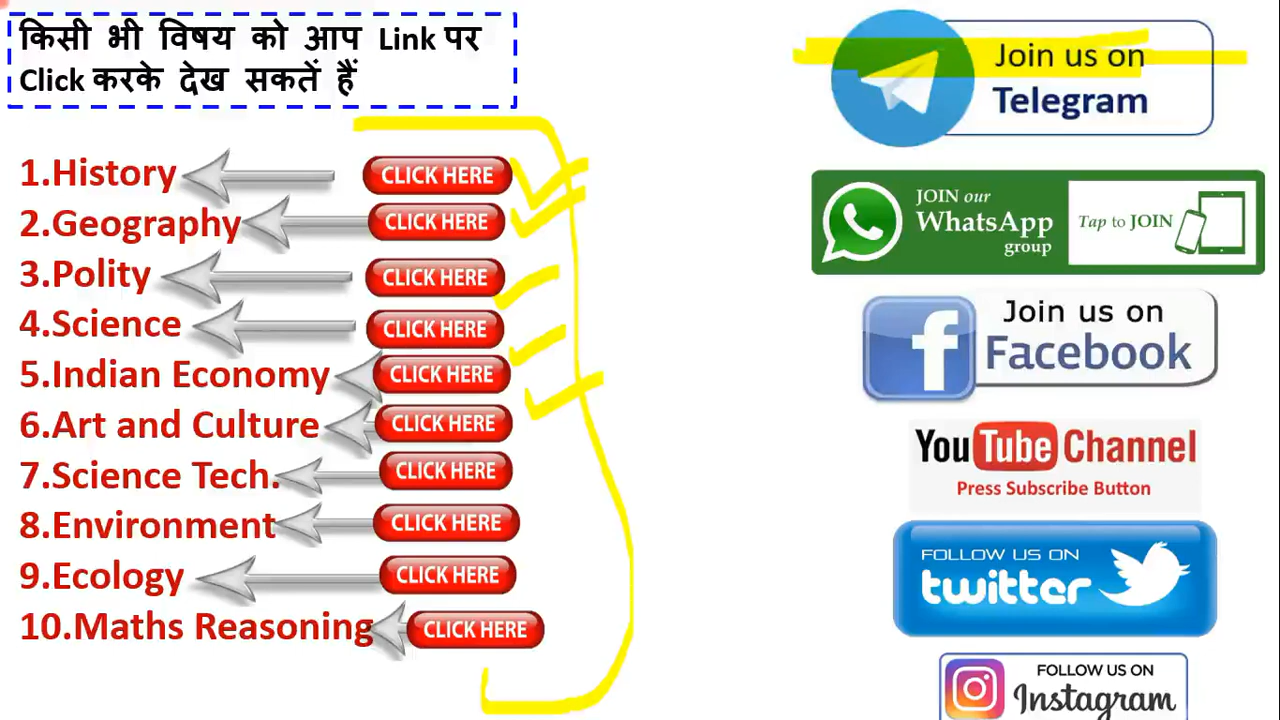 किसी भी विषय को आप Link पर
Click करके देख सकतें हैं
1.History CLICK HERE
2.Geography CLICK HERE
3.Polity CLICK HERE
4.Science CLICK HERE
5.Indian Economy CLICK HERE
6.Art and Culture CLICK HERE
7.Science Tech. CLICK HERE
8.Environment CLICK HERE
9.Ecology CLICK HERE
10.Maths Reasoning CLICK HERE
Join us on
Telegram
JOIN our
WhatsApp
group
Tap to JOIN
Join us on
Facebook
YouTube Channel
Press Subscribe Button
FOLLOW US ON
twitter
FOLLOW US ON
Instagram